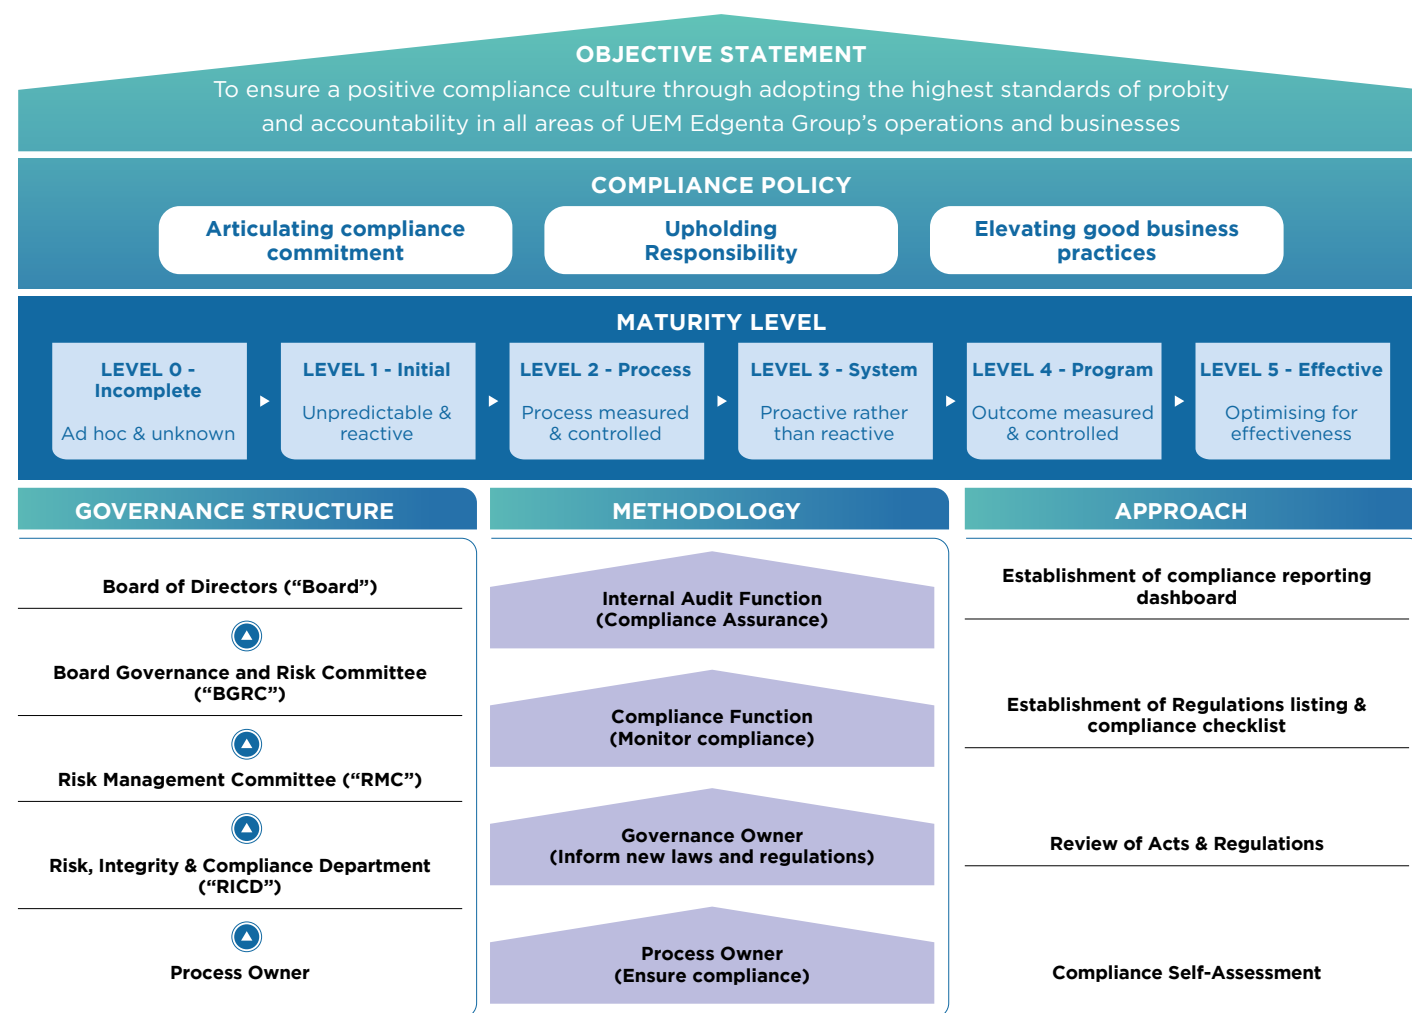 OBJECTIVE STATEMENT
To ensure a positive compliance culture through adopting the highest standards of probity
and accountability in all areas of UEM Edgenta Group’s operations and businesses
COMPLIANCE POLICY
Articulating compliance
commitment
Upholding
Responsibility
Elevating good business
practices
MATURITY LEVEL
LEVEL 0 -
Incomplete
Ad hoc & unknown
LEVEL 1 - Initial
Unpredictable &
reactive
LEVEL 2 - Process
Process measured
& controlled
LEVEL 3 - System
Proactive rather
than reactive
LEVEL 4 - Program
Outcome measured
& controlled
LEVEL 5 - Effective
Optimising for
effectiveness
GOVERNANCE STRUCTURE
Board of Directors (“Board”)
Board Governance and Risk Committee
(“BGRC”)
Risk Management Committee (“RMC”)
Risk, Integrity & Compliance Department
(“RICD”)
Process Owner
METHODOLOGY
Internal Audit Function
(Compliance Assurance)
Compliance Function
(Monitor compliance)
Governance Owner
(Inform new laws and regulations)
Process Owner
(Ensure compliance)
APPROACH
Establishment of compliance reporting
dashboard
Establishment of Regulations listing &
compliance checklist
Review of Acts & Regulations
Compliance Self-Assessment